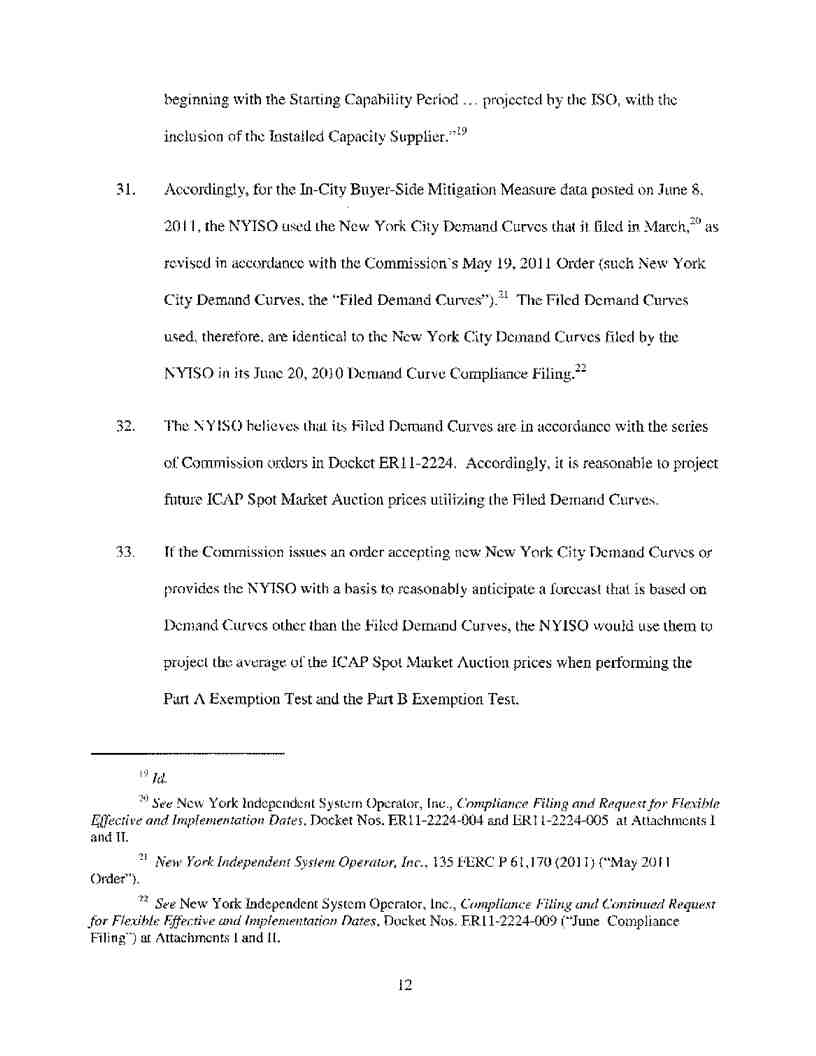 beginning with the Starting Capability Period … projected by the ISO, with the
inclusion of the Installed Capacity Supplier."19
31. Accordingly, for the In-City Buyer-Side Mitigation Measure data posted on June 8,
2011, the NYISO used the New York City Demand Curves that it filed in March,20 as
revised in accordance with the Commission's May 19, 2011 Order (such New York
City Demand Curves, the "Filed Demand Curves").21 The Filed Demand Curves
used, therefore, are identical to the New York City Demand Curves filed by the
NYISO in its June 20, 2010 Demand Curve Compliance Filing.22
32. The NYISO believes that its Filed Demand Curves are in accordance with the series
of Commission orders in Docket ER11-2224. Accordingly, it is reasonable to project
future ICAP Spot Market Auction prices utilizing the Filed Demand Curves.
33. If the Commission issues an order accepting new New York City Demand Curves or
provides the NYISO with a basis to reasonably anticipate a forecast that is based on
Demand Curves other than the Filed Demand Curves, the NYISO would use them to
project the average of the ICAP Spot Market Auction prices when performing the
Part A Exemption Test and the Part B Exemption Test.
19 Id.
20 See New York Independent System Operator, Inc., Compliance Filing and Request for Flexible
Effective and Implementation Dates, Docket Nos. ER11-2224-004 and ER11-2224-005 at Attachments I
and II.
21 New York Independent System Operator, Inc., 135 FERC P 61,170 (2011) ("May 2011
Order").
22 See New York Independent System Operator, Inc., Compliance Filing and Continued Request
for Flexible Effective and Implementation Dates, Docket Nos. ER11-2224-009 ("June Compliance
Filing") at Attachments I and II.
12